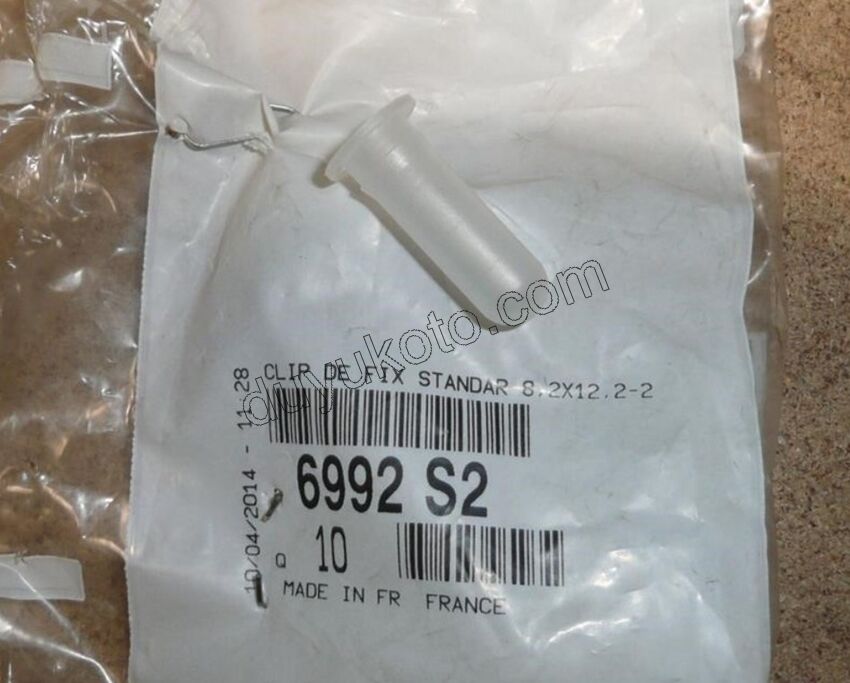 duyukoto.com
CLIP DE FIX STANDAR 8,2X12,2-2
10/04/2014 - 11:28
6992 S2
Q 10
MADE IN FR FRANCE